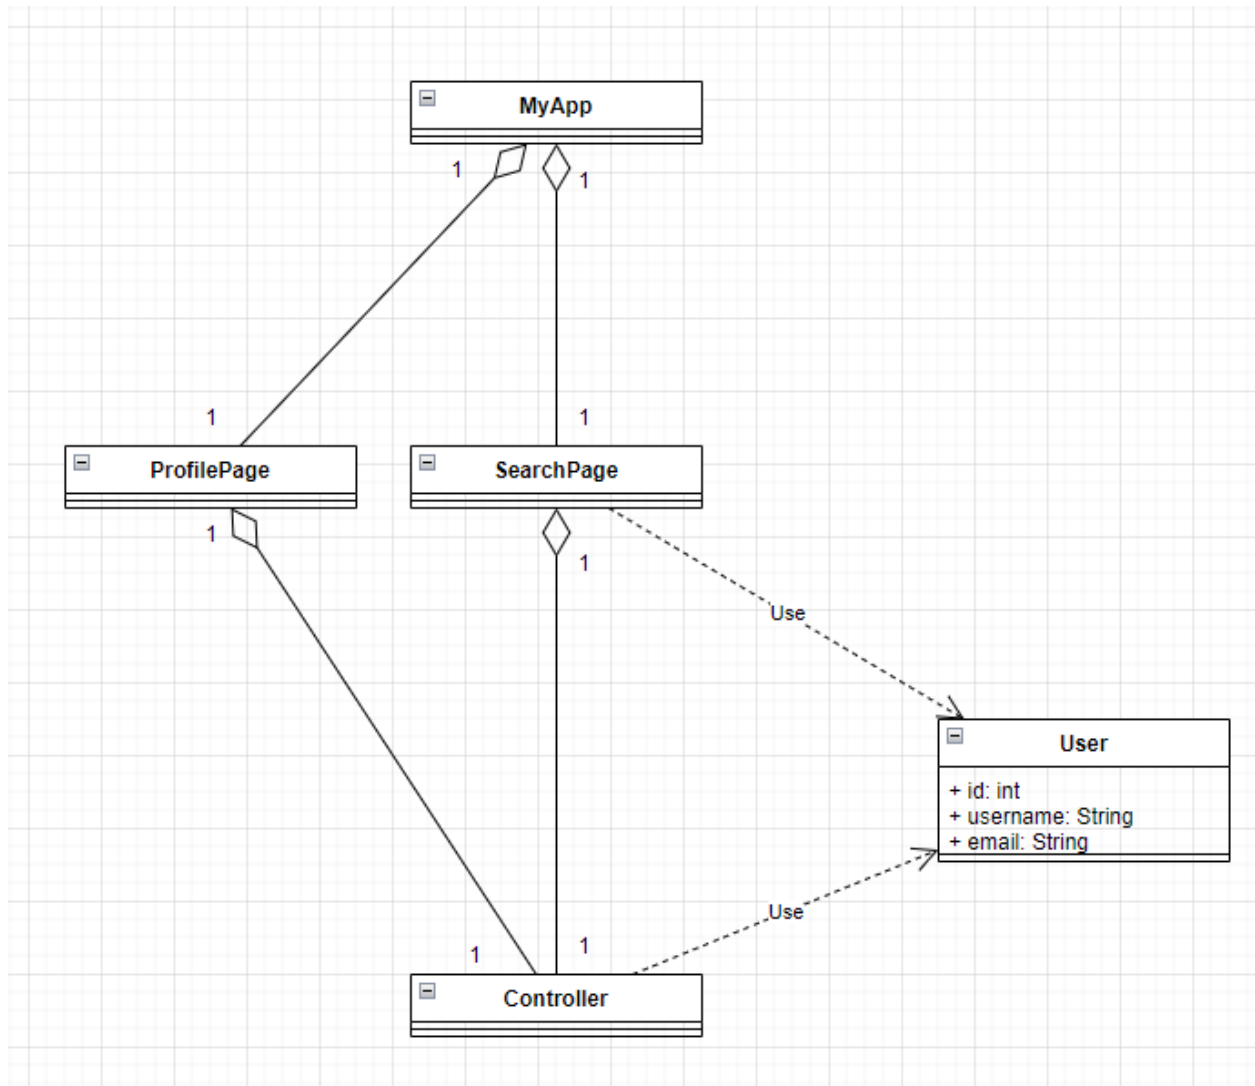 MyApp
1
1
1
1
ProfilePage
SearchPage
1
1
Use
User
+ id: int
+ username: String
+ email: String
Use
1
1
Controller